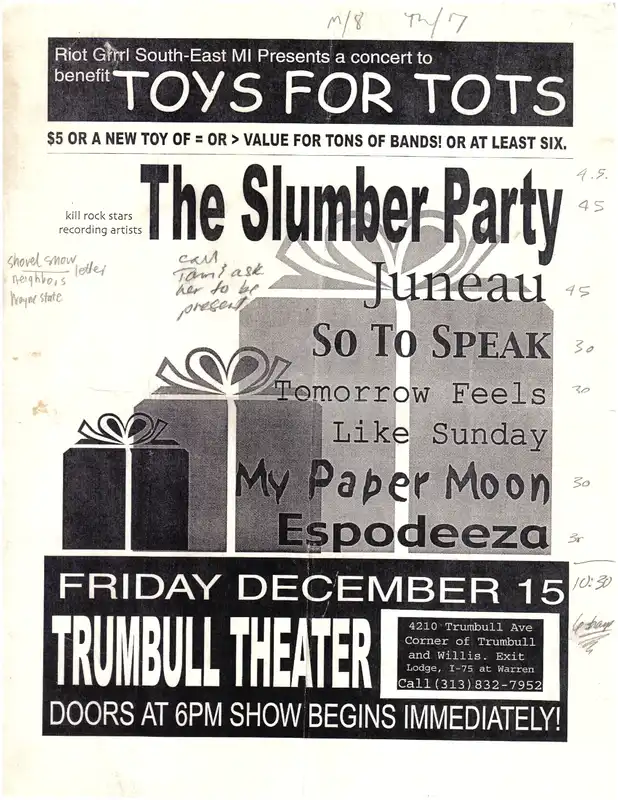 M/8 Th/7
Riot Grrrl South-East MI Presents a concert to
benefit TOYS FOR TOTS
$5 OR A NEW TOY OF = OR > VALUE FOR TONS OF BANDS! OR AT LEAST SIX.
kill rock stars
recording artists
The Slumber Party
4.5.
45
shovel snow
neighbors letter
Wayne State
call
Tami ask
her to be
present
Juneau 45
SO TO SPEAK 30
Tomorrow Feels 30
Like Sunday
My Paper Moon 30
Espodeeza
FRIDAY DECEMBER 15 10:30
TRUMBULL THEATER
4210 Trumbull Ave
Corner of Trumbull
and Willis. Exit
Lodge, I-75 at Warren
Call(313)832-7952
DOORS AT 6PM SHOW BEGINS IMMEDIATELY!